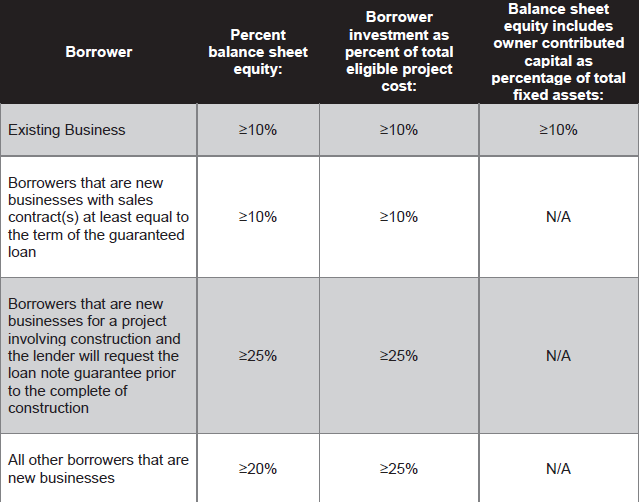 Borrower
Percent
balance sheet
equity:
Borrower
investment as
percent of total
eligible project
cost:
Balance sheet
equity includes
owner contributed
capital as
percentage of total
fixed assets:
Existing Business
≥10%
≥10%
≥10%
Borrowers that are new
businesses with sales
contract(s) at least equal to
the term of the guaranteed
loan
≥10%
≥10%
N/A
Borrowers that are new
businesses for a project
involving construction and
the lender will request the
loan note guarantee prior
to the complete of
construction
≥25%
≥25%
N/A
All other borrowers that are
new businesses
≥20%
≥25%
N/A